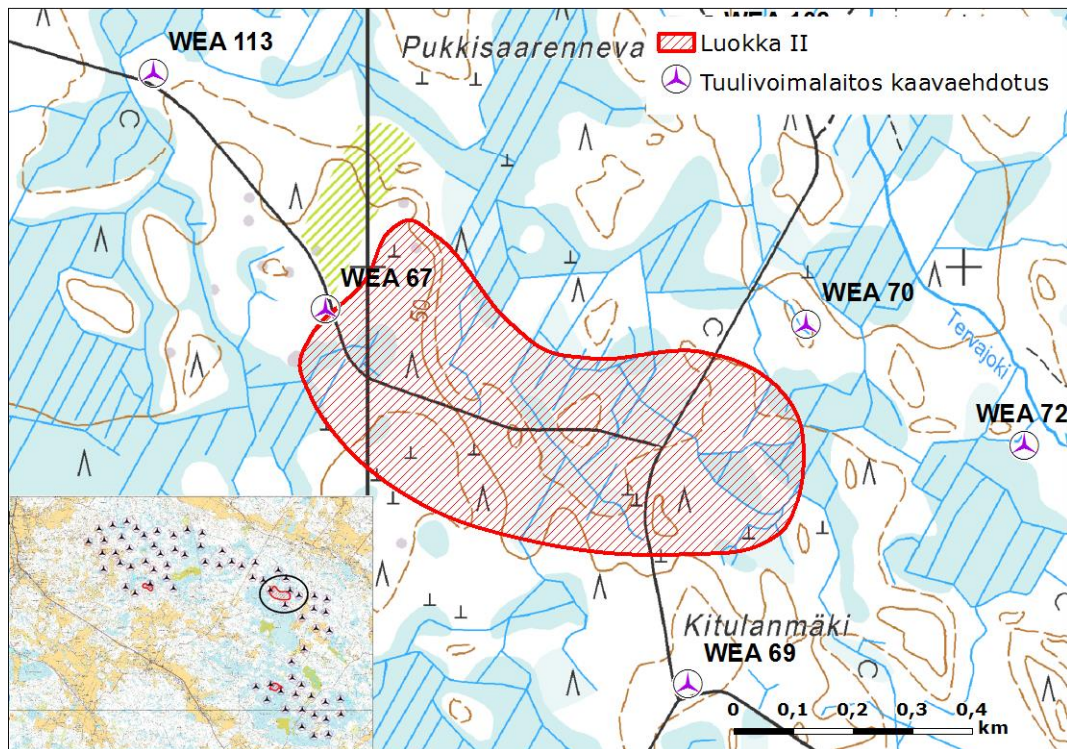 WEA 113
Pukkisaarenneva
Luokka II
Tuulivoimalaitos kaavaehdotus
WEA 67
50
WEA 70
Tervajoki
WEA 72
Kitulanmäki
WEA 69
0 0,1 0,2 0,3 0,4
km